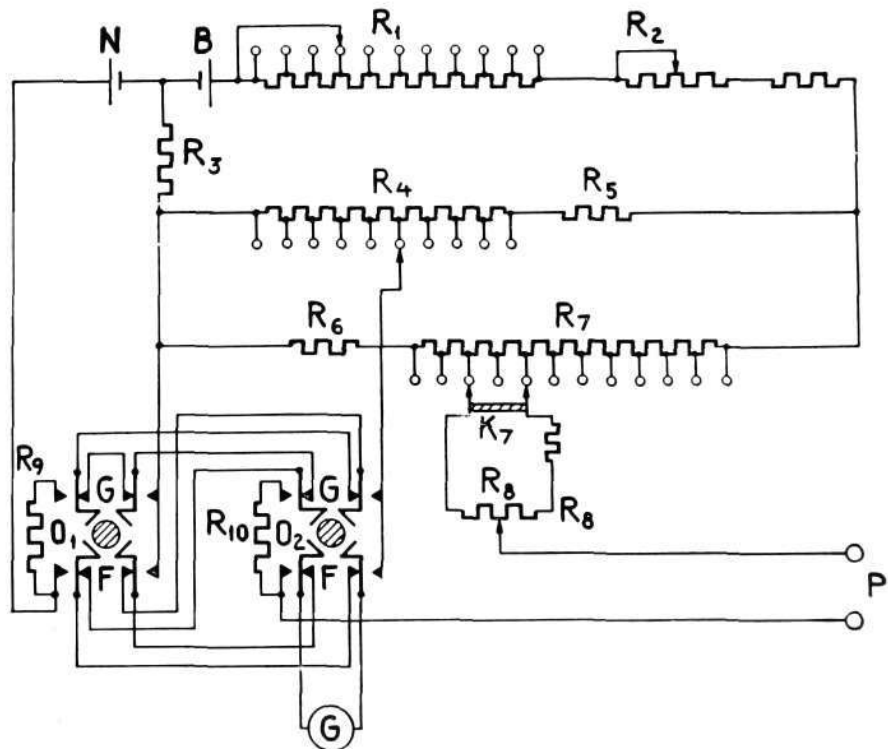 N B R1 R2
R3
R4 R5
R6 R7
K7
R9 G G R8
O1 R10 O2 R8
F F P
G